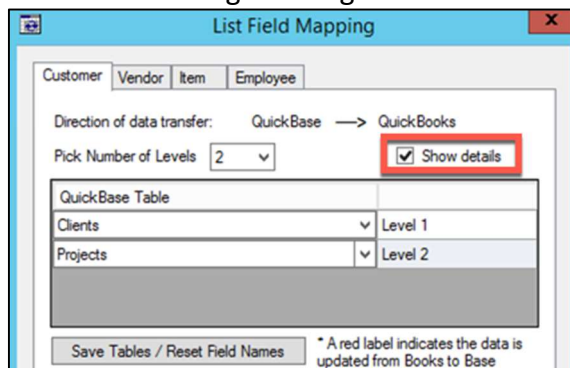 List Field Mapping
x
Customer Vendor Item Employee
Direction of data transfer: QuickBase ---> QuickBooks
Pick Number of Levels 2 Show details
QuickBase Table
Clients Level 1
Projects Level 2
Save Tables / Reset Field Names
* A red label indicates the data is
updated from Books to Base